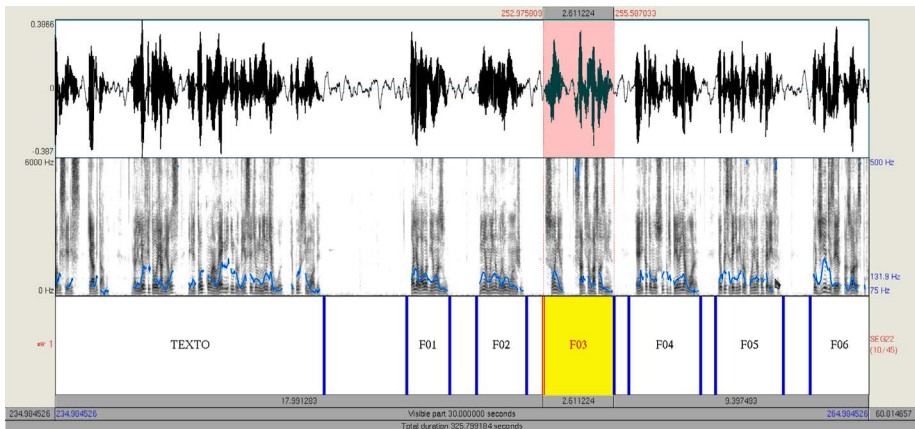 252.975809 2.611224 255.587033
0.3866
0
-0.387
6000 Hz 500 Hz
131.9 Hz
0 Hz 75 Hz
1 TEXTO F01 F02 F03 F04 F05 F06 SEG22
(10/45)
17.991283 2.611224 9.397493
234.984526 234.984526 Visible part 30.000000 seconds 264.984526 60.814657
Total duration 325.799184 seconds